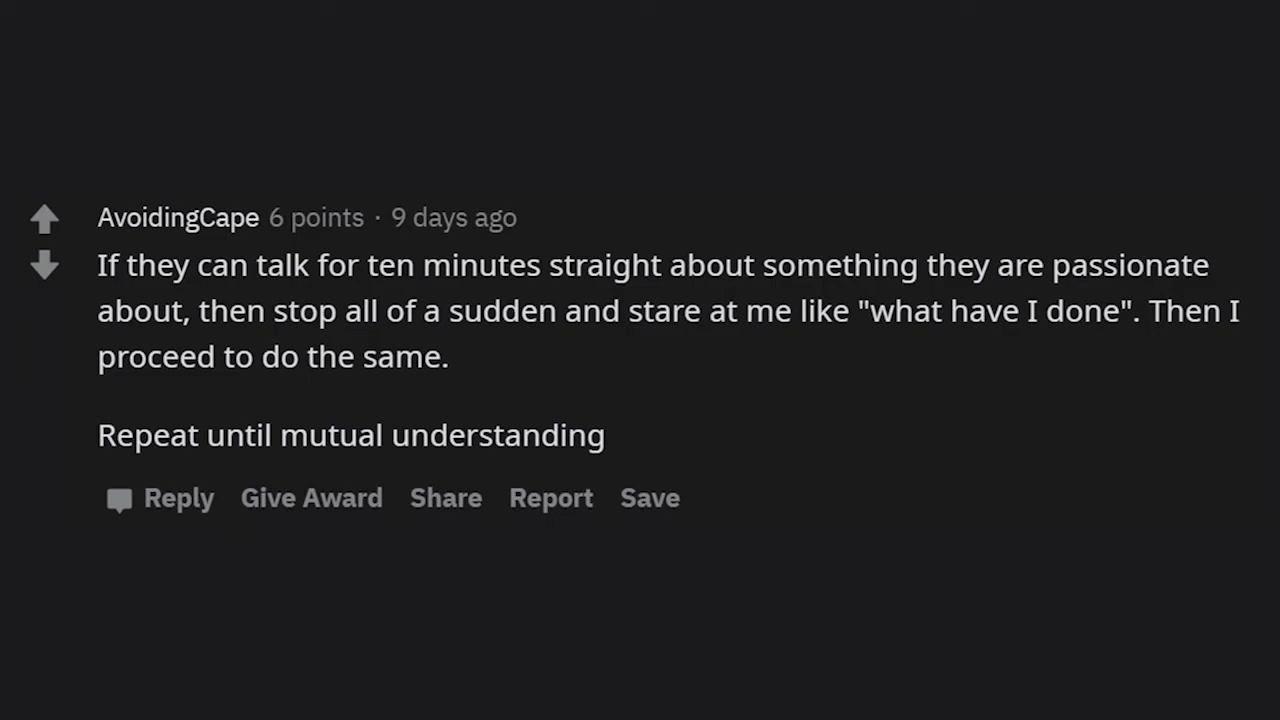 AvoidingCape 6 points · 9 days ago
If they can talk for ten minutes straight about something they are passionate
about, then stop all of a sudden and stare at me like "what have I done". Then I
proceed to do the same.
Repeat until mutual understanding
Reply Give Award Share Report Save